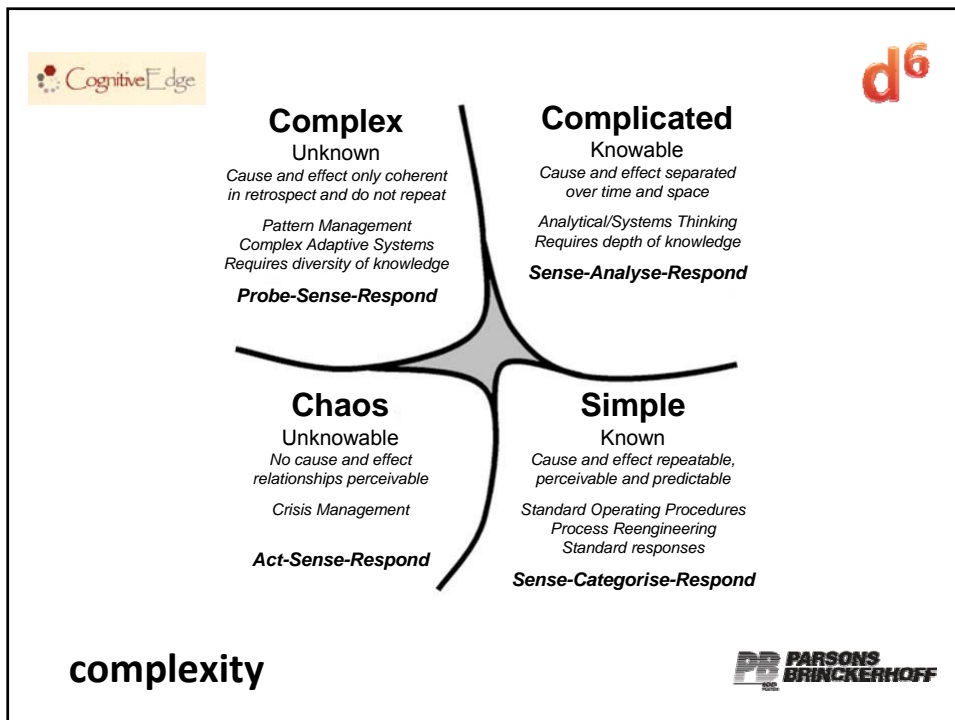 CognitiveEdge
d6
Complex
Unknown
Cause and effect only coherent
in retrospect and do not repeat
Pattern Management
Complex Adaptive Systems
Requires diversity of knowledge
Probe-Sense-Respond
Complicated
Knowable
Cause and effect separated
over time and space
Analytical/Systems Thinking
Requires depth of knowledge
Sense-Analyse-Respond
Chaos
Unknowable
No cause and effect
relationships perceivable
Crisis Management
Act-Sense-Respond
Simple
Known
Cause and effect repeatable,
perceivable and predictable
Standard Operating Procedures
Process Reengineering
Standard responses
Sense-Categorise-Respond
complexity
PB PARSONS
BRINCKERHOFF